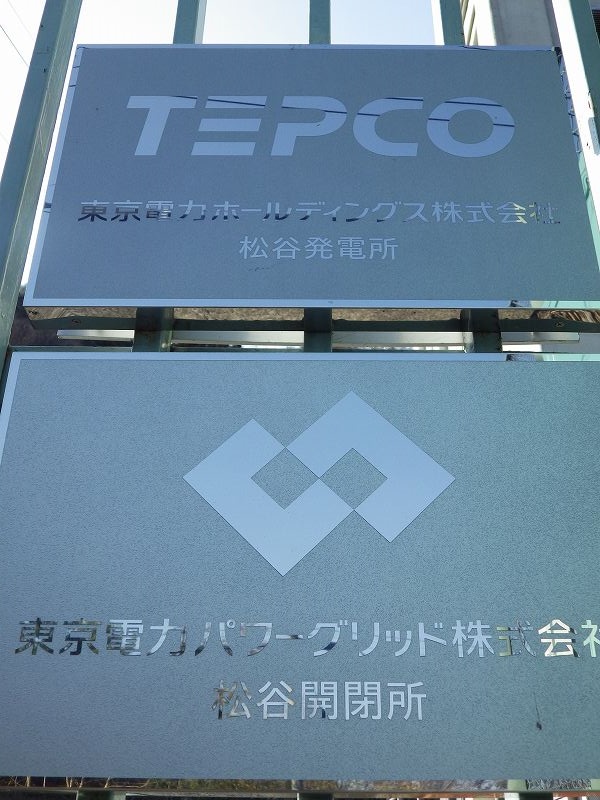 TEPCO
東京電力ホールディングス株式会社
松谷発電所
東京電力パワーグリッド株式会社
松谷開閉所